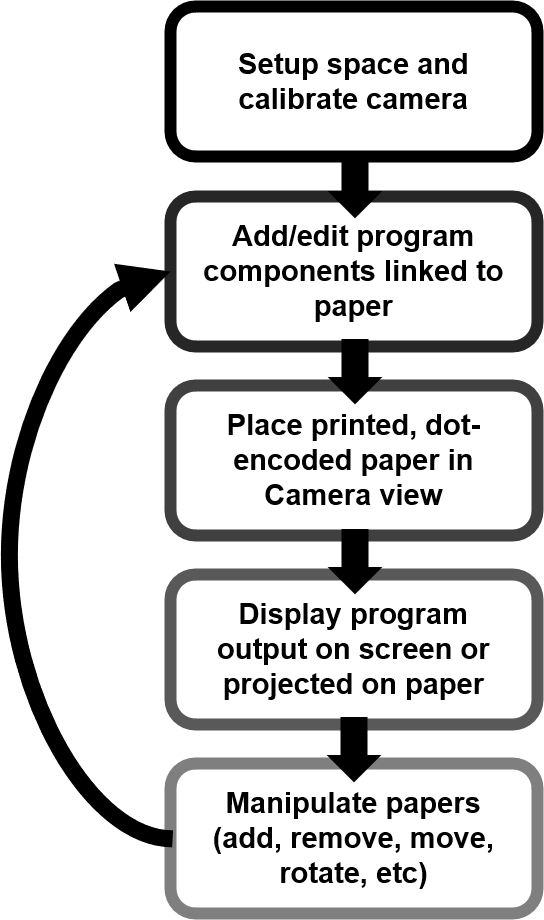 Setup space and
calibrate camera
Add/edit program
components linked to
paper
Place printed, dot-
encoded paper in
Camera view
Display program
output on screen or
projected on paper
Manipulate papers
(add, remove, move,
rotate, etc)